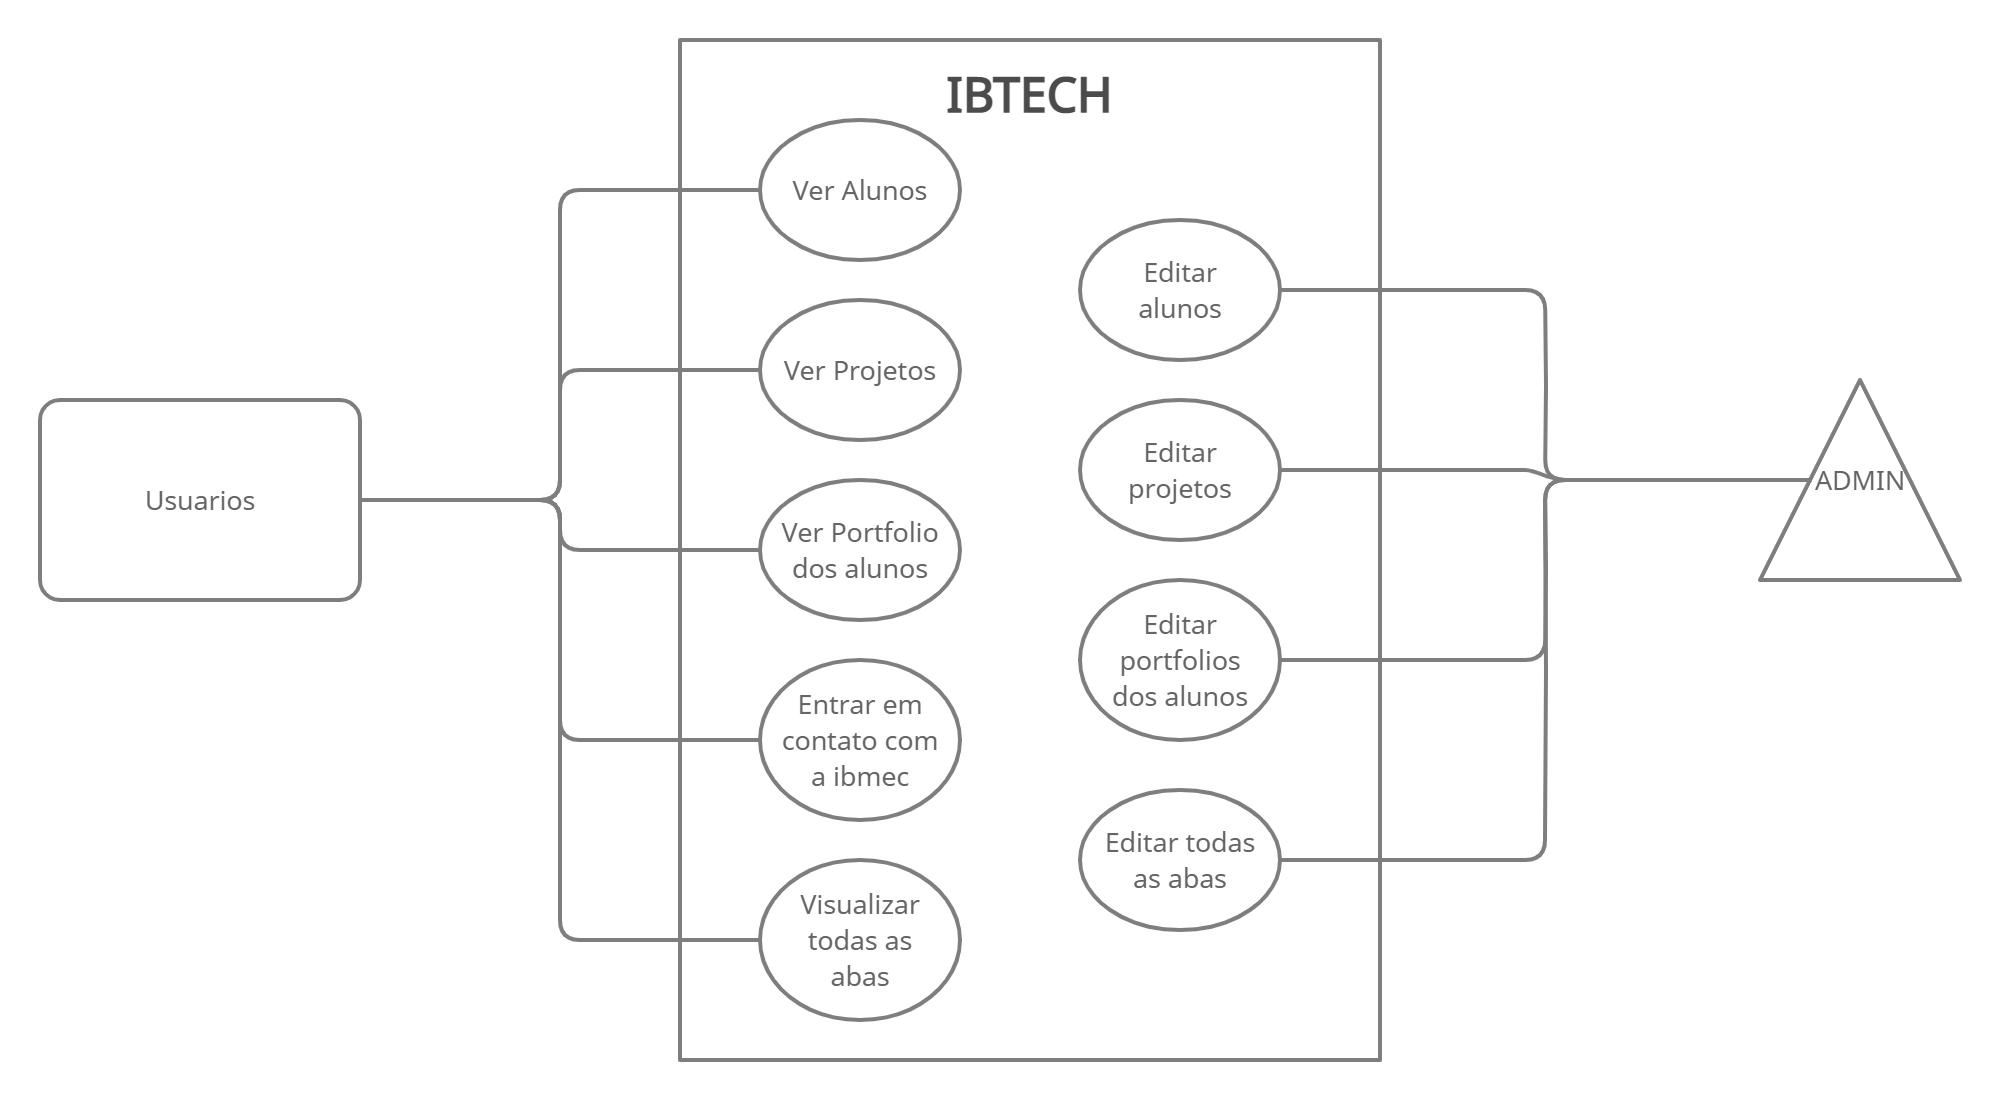 IBTECH
Usuarios
Ver Alunos
Ver Projetos
Ver Portfolio
dos alunos
Entrar em
contato com
a ibmec
Visualizar
todas as
abas
Editar
alunos
Editar
projetos
Editar
portfolios
dos alunos
Editar todas
as abas
ADMIN